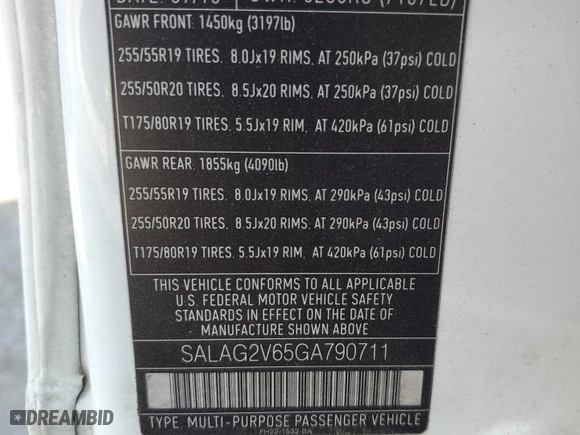 GAWR FRONT: 1450kg (3197lb)
255/55R19 TIRES. 8.0Jx19 RIMS, AT 250kPa (37psi) COLD
255/50R20 TIRES. 8.5Jx20 RIMS, AT 250kPa (37psi) COLD
T175/80R19 TIRES. 5.5Jx19 RIM, AT 420kPa (61psi) COLD
GAWR REAR: 1855kg (4090lb)
255/55R19 TIRES. 8.0Jx19 RIMS, AT 290kPa (43psi) COLD
255/50R20 TIRES. 8.5Jx20 RIMS, AT 290kPa (43psi) COLD
T175/80R19 TIRES. 5.5Jx19 RIM, AT 420kPa (61psi) COLD
THIS VEHICLE CONFORMS TO ALL APPLICABLE
U.S. FEDERAL MOTOR VEHICLE SAFETY
STANDARDS IN EFFECT ON THE DATE OF
MANUFACTURE SHOWN ABOVE
SALAG2V65GA790711
TYPE: MULTI-PURPOSE PASSENGER VEHICLE
DREAMBID